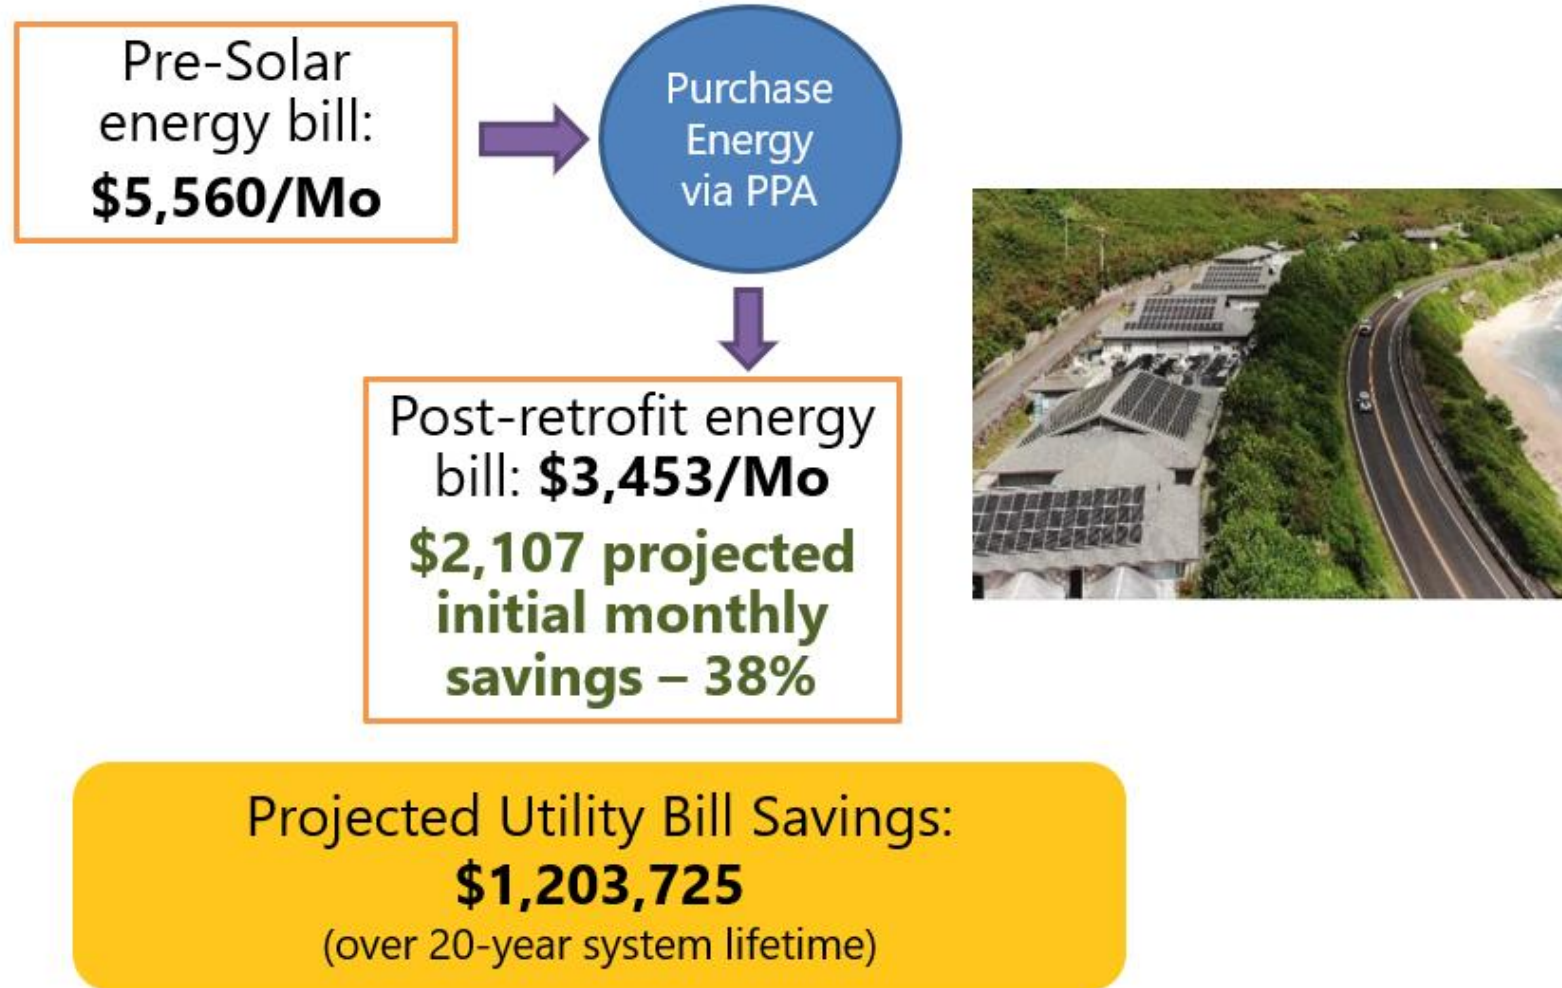 Pre-Solar
energy bill:
$5,560/Mo
Purchase
Energy
via PPA
Post-retrofit energy
bill: $3,453/Mo
$2,107 projected
initial monthly
savings – 38%
Projected Utility Bill Savings:
$1,203,725
(over 20-year system lifetime)